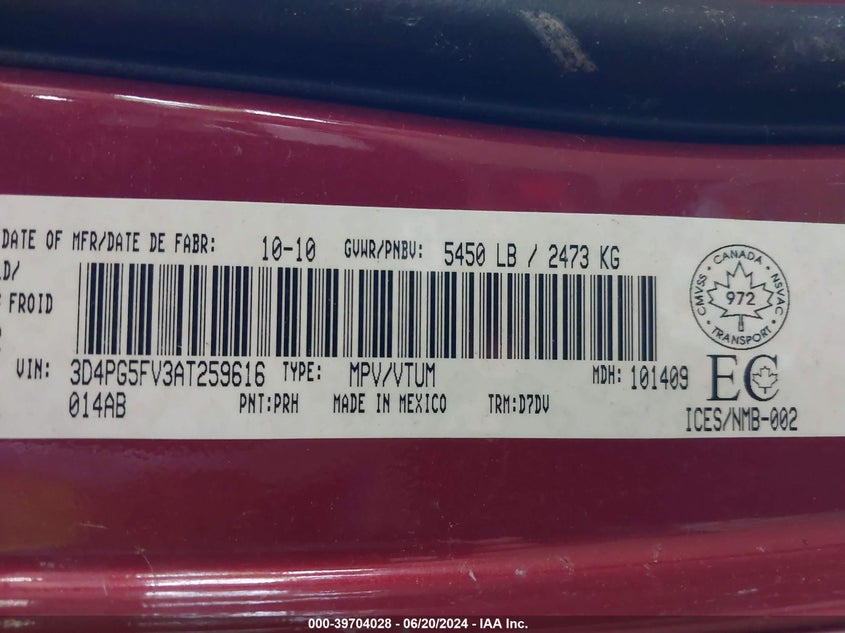 DATE OF MFR/DATE DE FABR: 10-10 GVWR/PNBV: 5450 LB / 2473 KG
FROID
VIN: 3D4PG5FV3AT259616 TYPE: MPV/VTUM MDH: 101409
014AB PNT:PRH MADE IN MEXICO TRM:D7DV
CANADA
CMVSS 972 NSVAC
TRANSPORT
EC
ICES/NMB-002
000-39704028 - 06/20/2024 - IAA Inc.